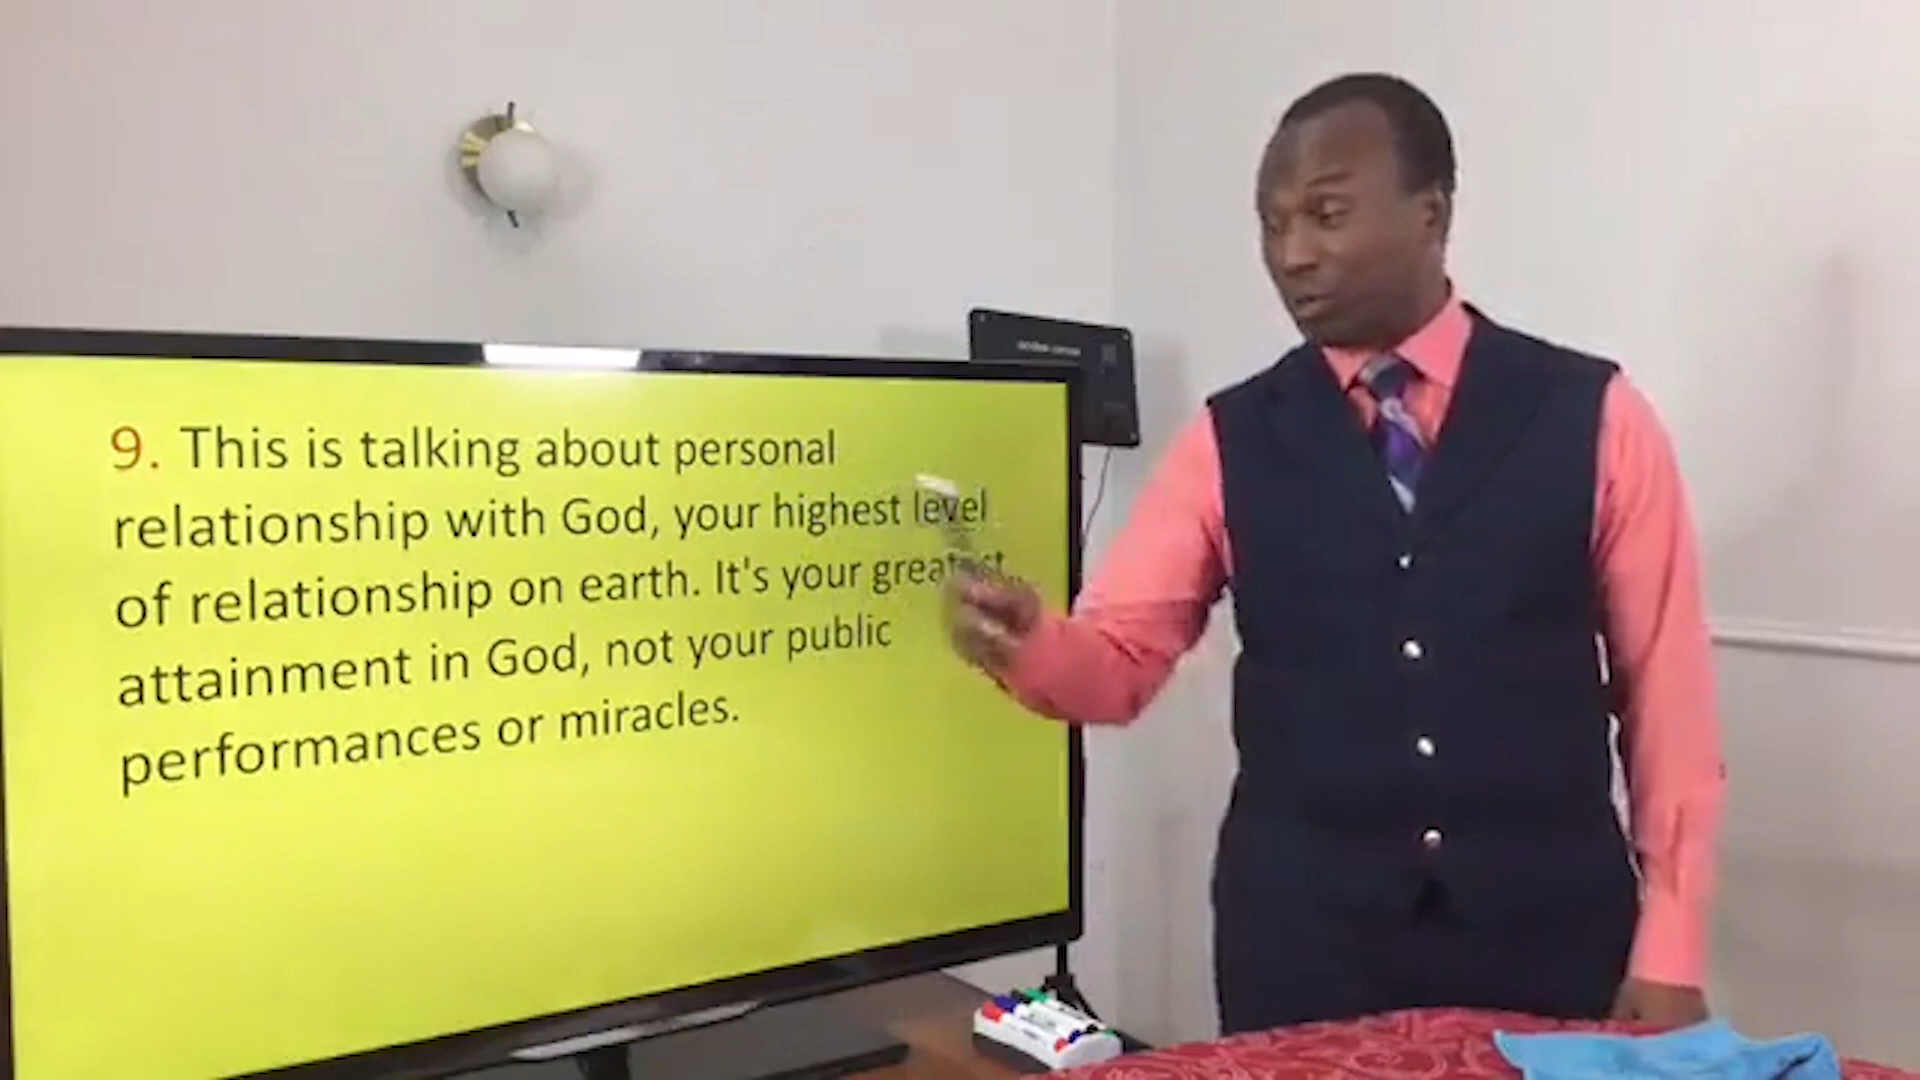 9. This is talking about personal
relationship with God, your highest level
of relationship on earth. It's your greatest
attainment in God, not your public
performances or miracles.